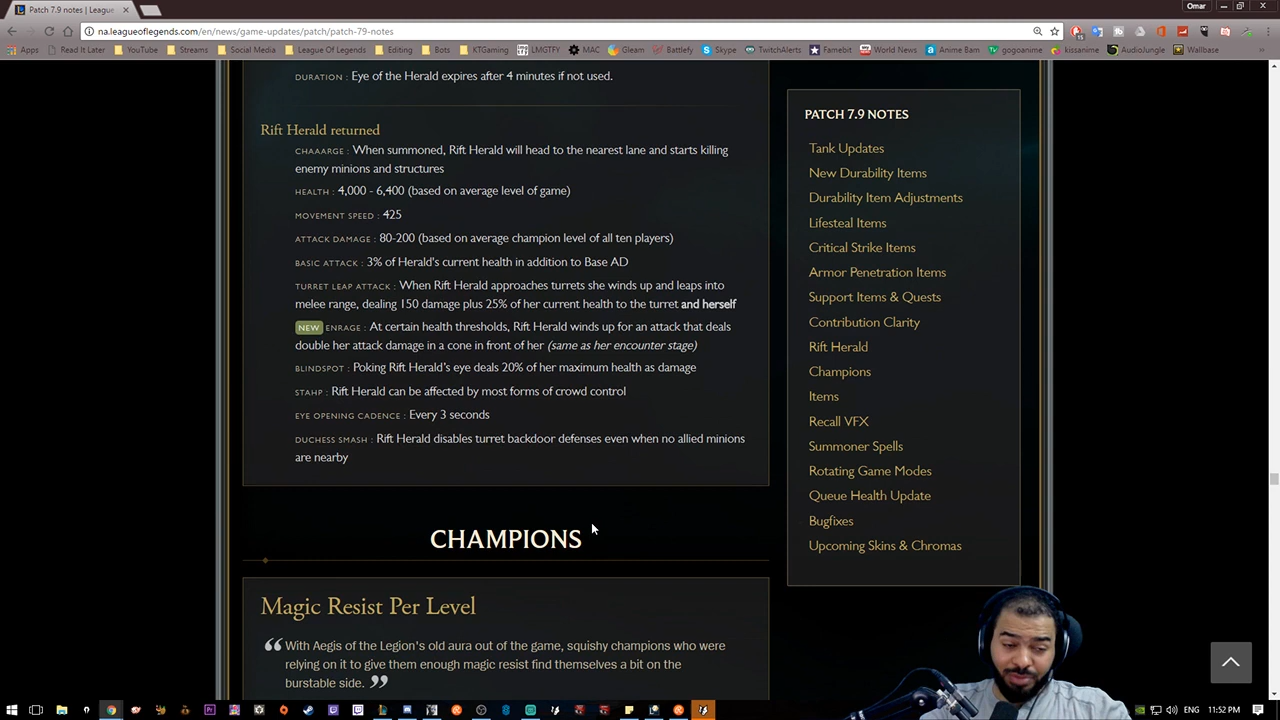 Patch 7.9 notes | League
Omar
na.leagueoflegends.com/en/news/game-updates/patch/patch-79-notes
Apps Read It Later YouTube Streams Social Media League Of Legends Editing Bots KTGaming LMGTFY MAC Gleam Battlefy Skype TwitchAlerts Famebit World News Anime Bam gogoanime kissanime AudioJungle Wallbase
DURATION : Eye of the Herald expires after 4 minutes if not used.
Rift Herald returned
CHAAARGE : When summoned, Rift Herald will head to the nearest lane and starts killing
enemy minions and structures
HEALTH : 4,000 - 6,400 (based on average level of game)
MOVEMENT SPEED : 425
ATTACK DAMAGE : 80-200 (based on average champion level of all ten players)
BASIC ATTACK : 3% of Herald's current health in addition to Base AD
TURRET LEAP ATTACK : When Rift Herald approaches turrets she winds up and leaps into
melee range, dealing 150 damage plus 25% of her current health to the turret and herself
NEW ENRAGE : At certain health thresholds, Rift Herald winds up for an attack that deals
double her attack damage in a cone in front of her (same as her encounter stage)
BLINDSPOT : Poking Rift Herald's eye deals 20% of her maximum health as damage
STAHP : Rift Herald can be affected by most forms of crowd control
EYE OPENING CADENCE : Every 3 seconds
DUCHESS SMASH : Rift Herald disables turret backdoor defenses even when no allied minions
are nearby
CHAMPIONS
Magic Resist Per Level
With Aegis of the Legion's old aura out of the game, squishy champions who were
relying on it to give them enough magic resist find themselves a bit on the
burstable side.
PATCH 7.9 NOTES
Tank Updates
New Durability Items
Durability Item Adjustments
Lifesteal Items
Critical Strike Items
Armor Penetration Items
Support Items & Quests
Contribution Clarity
Rift Herald
Champions
Items
Recall VFX
Summoner Spells
Rotating Game Modes
Queue Health Update
Bugfixes
Upcoming Skins & Chromas
ENG 11:52 PM